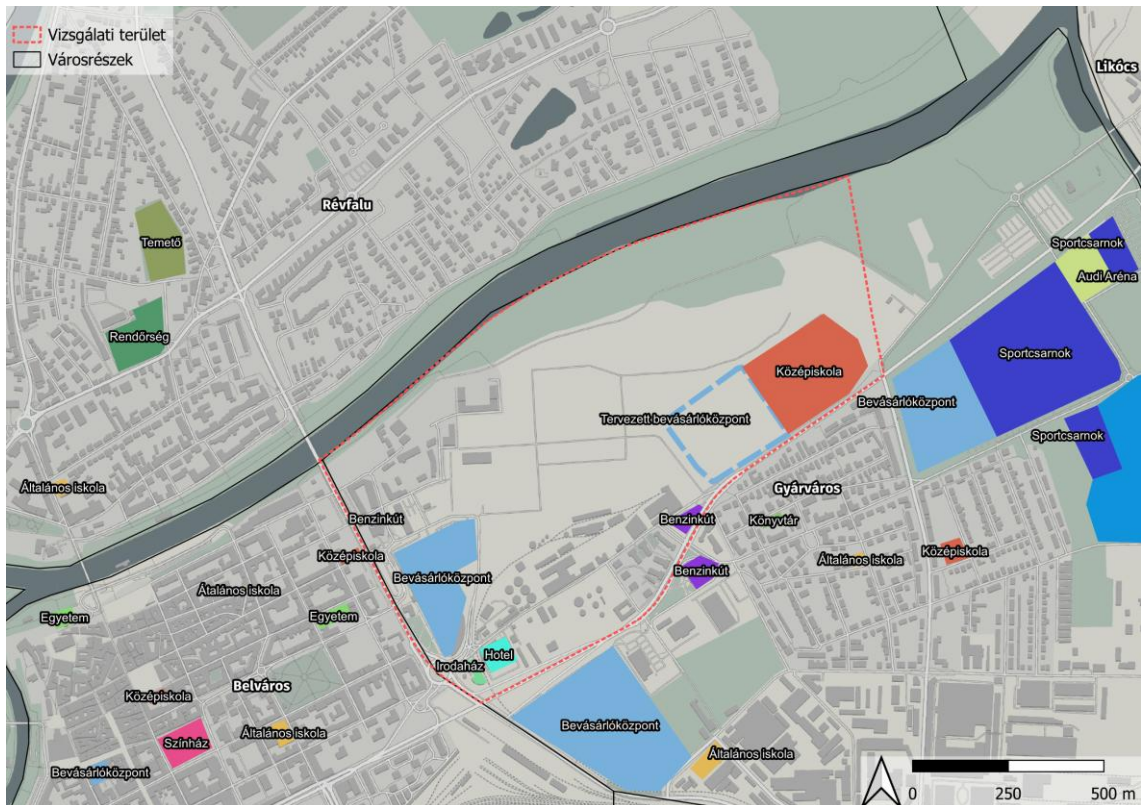 Vizsgálati terület
Városrészek
Likócs
Révfalu
Temető
Sportcsarnok
Audi Aréna
Rendőrség
Sportcsarnok
Középiskola
Bevásárlóközpont
Tervezett bevásárlóközpont
Sportcsarnok
Általános iskola
Gyárváros
Benzinkút
Benzinkút
Könyvtár
Középiskola
Középiskola
Általános iskola
Benzinkút
Bevásárlóközpont
Átalános iskola
Egyetem
Egyetem
Hotel
Irodaház
Belváros
Középiskola
Bevásárlóközpont
Általános iskola
Színház
Általános iskola
Bevásárlóközpont
0 250 500 m